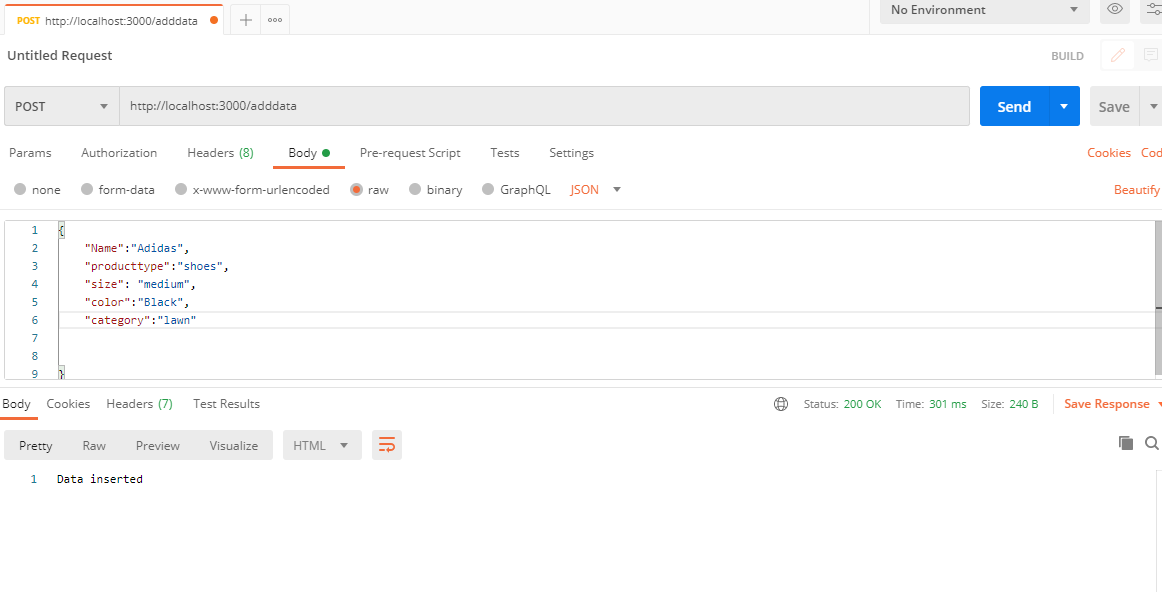 POST http://localhost:3000/adddata No Environment
Untitled Request BUILD
POST http://localhost:3000/adddata Send Save
Params Authorization Headers (8) Body Pre-request Script Tests Settings Cookies Cod
none form-data x-www-form-urlencoded raw binary GraphQL JSON Beautify
1 {
2 "Name":"Adidas",
3 "producttype":"shoes",
4 "size": "medium",
5 "color":"Black",
6 "category":"lawn"
7
8
9 }
Body Cookies Headers (7) Test Results Status: 200 OK Time: 301 ms Size: 240 B Save Response
Pretty Raw Preview Visualize HTML
1 Data inserted